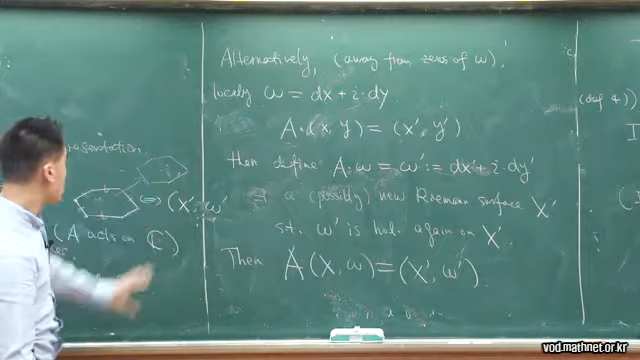 presentation
⟺ (X', ω'
(A acts on ℂ)
Alternatively, (away from zeros of ω).
locally ω = dx + i·dy
A·(x, y) = (x', y')
then define A·ω = ω' := dx' + i·dy'
a (possibly) new Riemann surface X'
s.t. ω' is hol. again on X'.
Then A(X, ω) = (X', ω').
(def 4))
vod.mathnet.or.kr